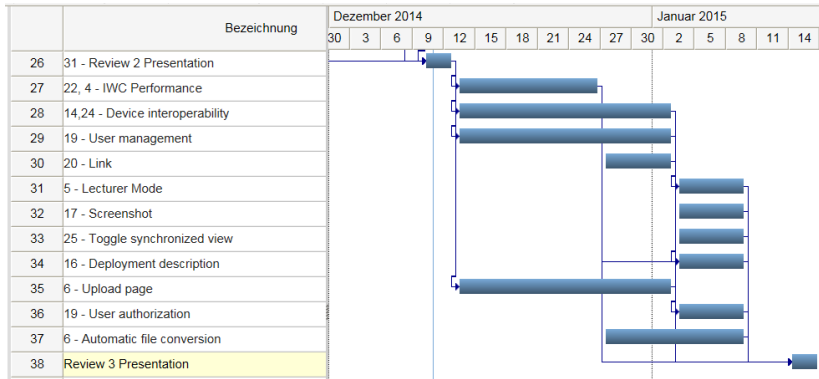 Bezeichnung
Dezember 2014 Januar 2015
30 3 6 9 12 15 18 21 24 27 30 2 5 8 11 14
26 31 - Review 2 Presentation
27 22, 4 - IWC Performance
28 14,24 - Device interoperability
29 19 - User management
30 20 - Link
31 5 - Lecturer Mode
32 17 - Screenshot
33 25 - Toggle synchronized view
34 16 - Deployment description
35 6 - Upload page
36 19 - User authorization
37 6 - Automatic file conversion
38 Review 3 Presentation